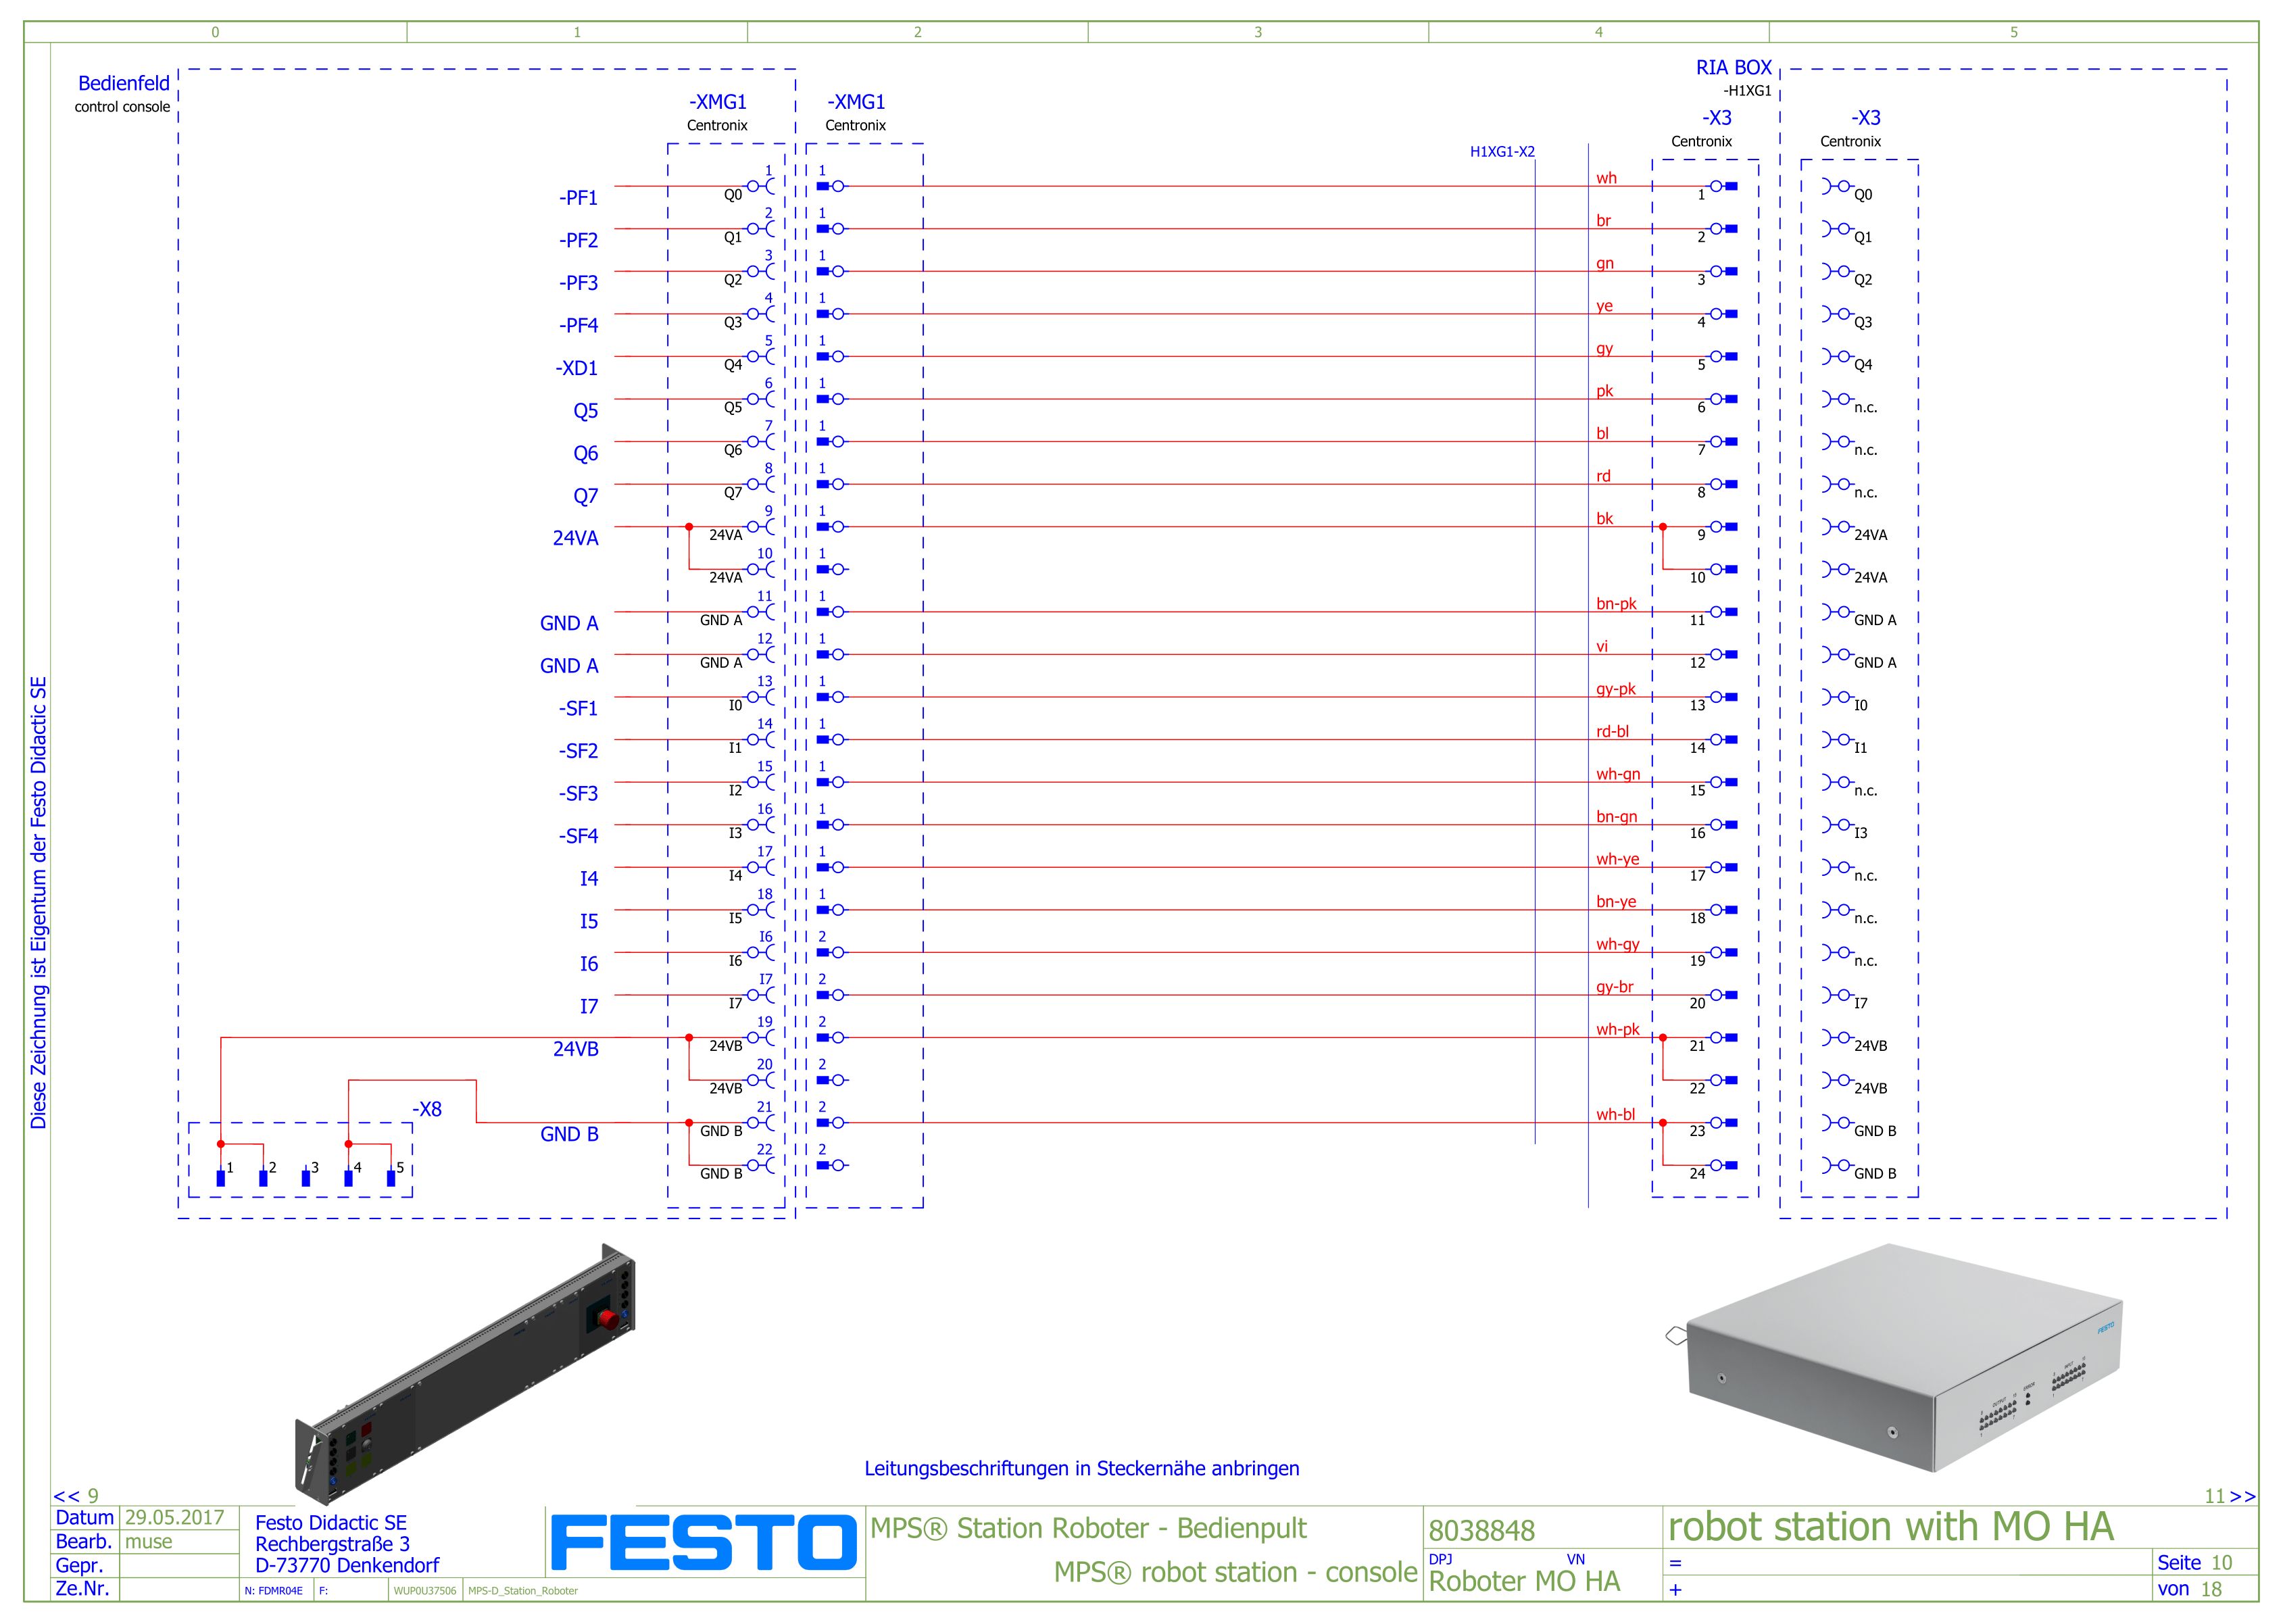 0 1 2 3 4 5
Bedienfeld
control console
-XMG1
Centronix
-XMG1
Centronix
RIA BOX
-H1XG1
-X3
Centronix
-X3
Centronix
H1XG1-X2
-PF1 Q0 1 1 wh 1 Q0
-PF2 Q1 2 1 br 2 Q1
-PF3 Q2 3 1 gn 3 Q2
-PF4 Q3 4 1 ye 4 Q3
-XD1 Q4 5 1 gy 5 Q4
Q5 Q5 6 1 pk 6 n.c.
Q6 Q6 7 1 bl 7 n.c.
Q7 Q7 8 1 rd 8 n.c.
24VA 24VA 9 1 bk 9 24VA
24VA 10 1 10 24VA
GND A GND A 11 1 bn-pk 11 GND A
GND A GND A 12 1 vi 12 GND A
-SF1 I0 13 1 gy-pk 13 I0
-SF2 I1 14 1 rd-bl 14 I1
-SF3 I2 15 1 wh-gn 15 n.c.
-SF4 I3 16 1 bn-gn 16 I3
I4 I4 17 1 wh-ye 17 n.c.
I5 I5 18 1 bn-ye 18 n.c.
I6 I6 I6 2 wh-gy 19 n.c.
I7 I7 I7 2 gy-br 20 I7
24VB 24VB 19 2 wh-pk 21 24VB
24VB 20 2 22 24VB
GND B GND B 21 2 wh-bl 23 GND B
GND B 22 2 24 GND B
-X8
1 2 3 4 5
Diese Zeichnung ist Eigentum der Festo Didactic SE
FESTO
OUTPUT
ERROR
INPUT
Leitungsbeschriftungen in Steckernähe anbringen
<< 9
11 >>
Datum 29.05.2017
Bearb. muse
Gepr.
Ze.Nr.
Festo Didactic SE
Rechbergstraße 3
D-73770 Denkendorf
N: FDMR04E F: WUP0U37506 MPS-D_Station_Roboter
FESTO
MPS® Station Roboter - Bedienpult
MPS® robot station - console
8038848
DPJ VN
Roboter MO HA
robot station with MO HA
=
+
Seite 10
von 18